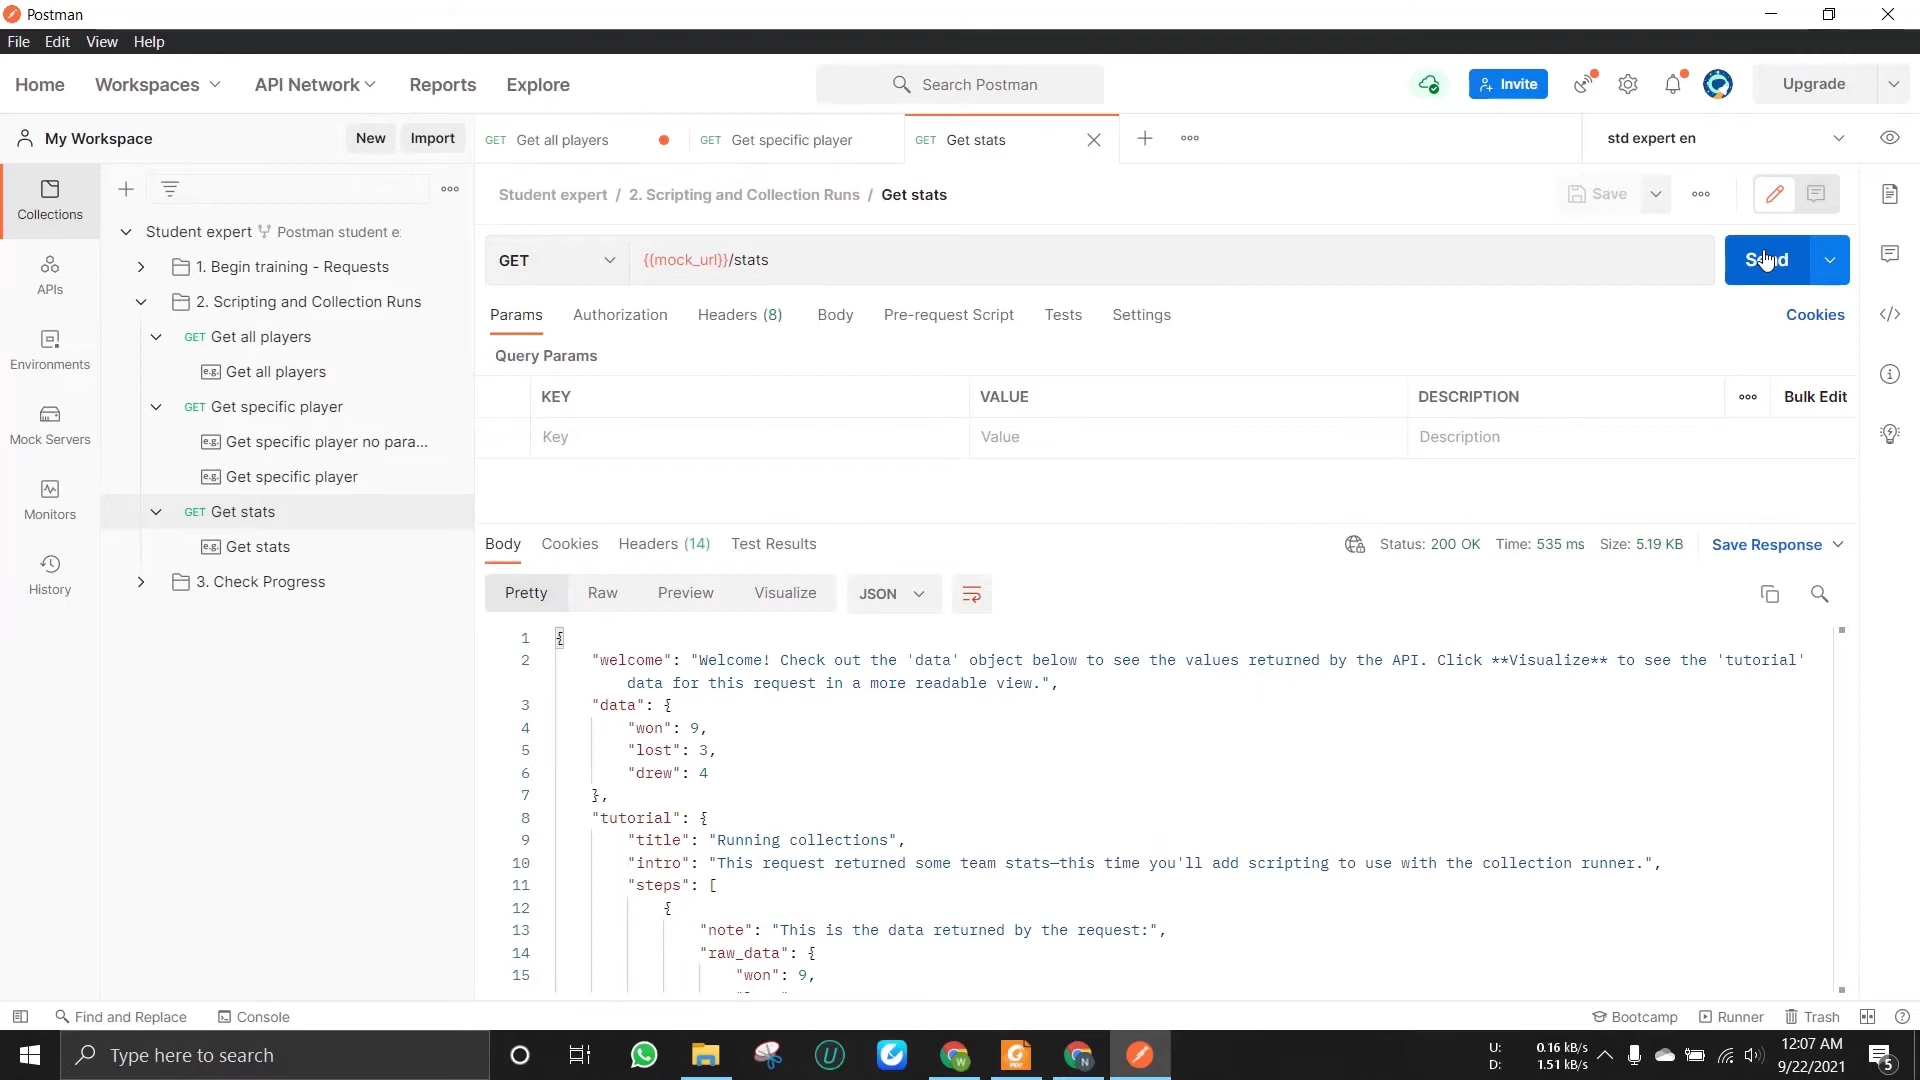 Postman
File Edit View Help
Home Workspaces API Network Reports Explore Search Postman Invite Upgrade
My Workspace New Import GET Get all players GET Get specific player GET Get stats std expert en
Collections
APIs
Environments
Mock Servers
Monitors
History
Student expert Postman student e
1. Begin training - Requests
2. Scripting and Collection Runs
GET Get all players
e.g. Get all players
GET Get specific player
e.g. Get specific player no para...
e.g. Get specific player
GET Get stats
e.g. Get stats
3. Check Progress
Student expert / 2. Scripting and Collection Runs / Get stats Save
GET {{mock_url}}/stats Send
Params Authorization Headers (8) Body Pre-request Script Tests Settings Cookies
Query Params
KEY VALUE DESCRIPTION Bulk Edit
Key Value Description
Body Cookies Headers (14) Test Results Status: 200 OK Time: 535 ms Size: 5.19 KB Save Response
Pretty Raw Preview Visualize JSON
1 {
2 "welcome": "Welcome! Check out the 'data' object below to see the values returned by the API. Click **Visualize** to see the 'tutorial'
data for this request in a more readable view.",
3 "data": {
4 "won": 9,
5 "lost": 3,
6 "drew": 4
7 },
8 "tutorial": {
9 "title": "Running collections",
10 "intro": "This request returned some team stats—this time you'll add scripting to use with the collection runner.",
11 "steps": [
12 {
13 "note": "This is the data returned by the request:",
14 "raw_data": {
15 "won": 9,
Find and Replace Console Bootcamp Runner Trash
Type here to search
U: 0.16 kB/s
D: 1.51 kB/s
12:07 AM
9/22/2021
5